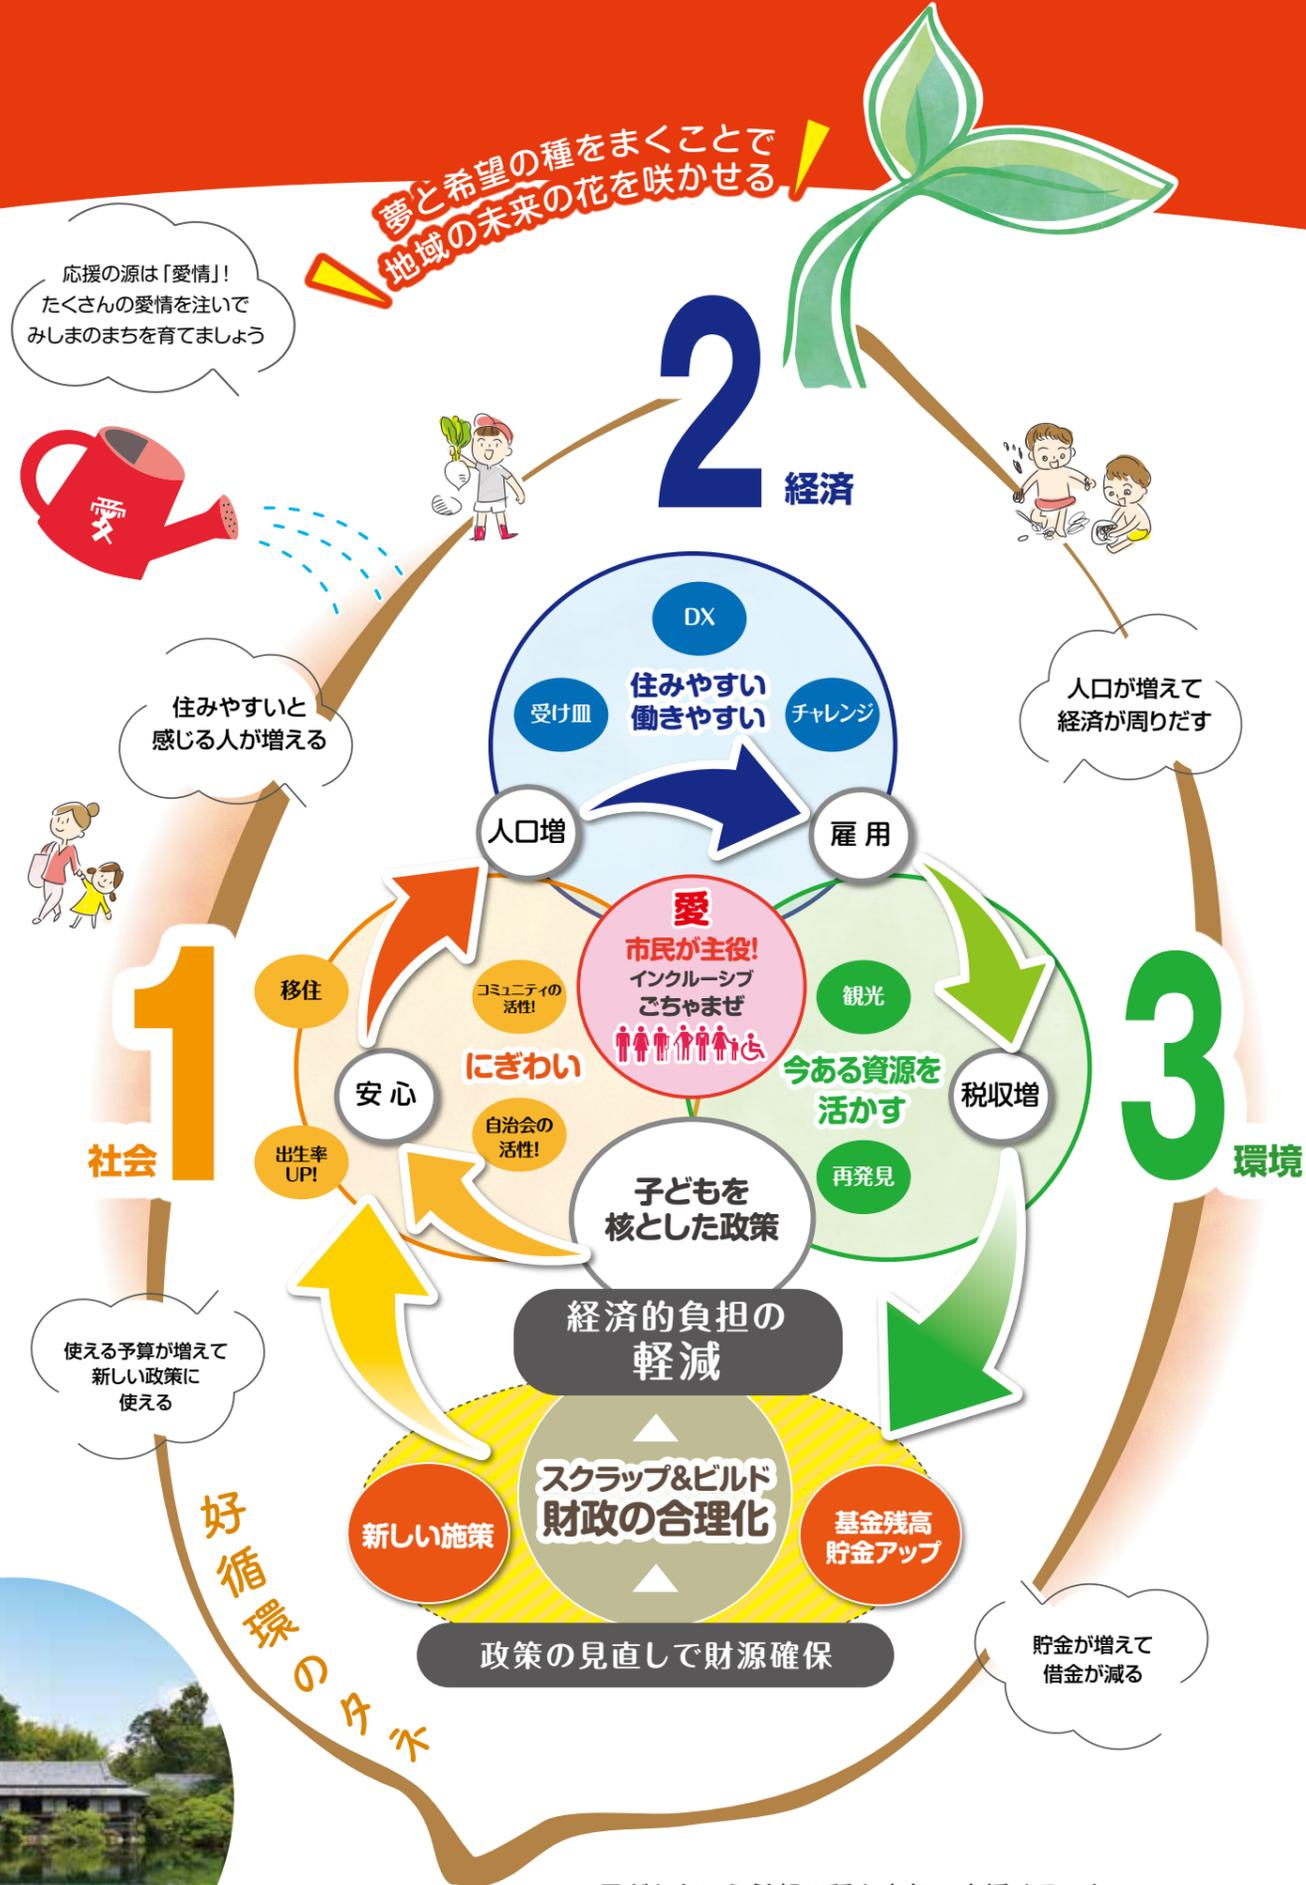 夢と希望の種をまくことで
地域の未来の花を咲かせる
応援の源は「愛情」!
たくさんの愛情を注いで
みしまのまちを育てましょう
愛
2
経済
住みやすいと
感じる人が増える
人口が増えて
経済が周りだす
DX
受け皿
住みやすい
働きやすい
チャレンジ
人口増
雇用
愛
市民が主役!
インクルーシブ
ごちゃまぜ
1
社会
移住
コミュニティの
活性!
にぎわい
安心
自治会の
活性!
出生率
UP!
観光
今ある資源を
活かす
税収増
再発見
3
環境
子どもを
核とした政策
経済的負担の
軽減
使える予算が増えて
新しい政策に
使える
スクラップ&ビルド
財政の合理化
新しい施策
基金残高
貯金アップ
政策の見直しで財源確保
貯金が増えて
借金が減る
好循環のタネ